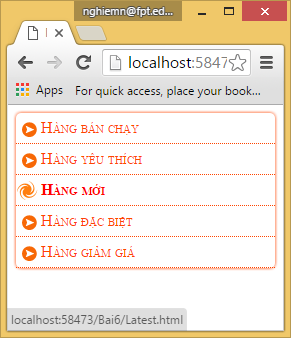 nghiemn@fpt.ed...
localhost:5847
Apps For quick access, place your book...
Hàng bán chạy
Hàng yêu thích
Hàng mới
Hàng đặc biệt
Hàng giảm giá
localhost:58473/Bai6/Latest.html